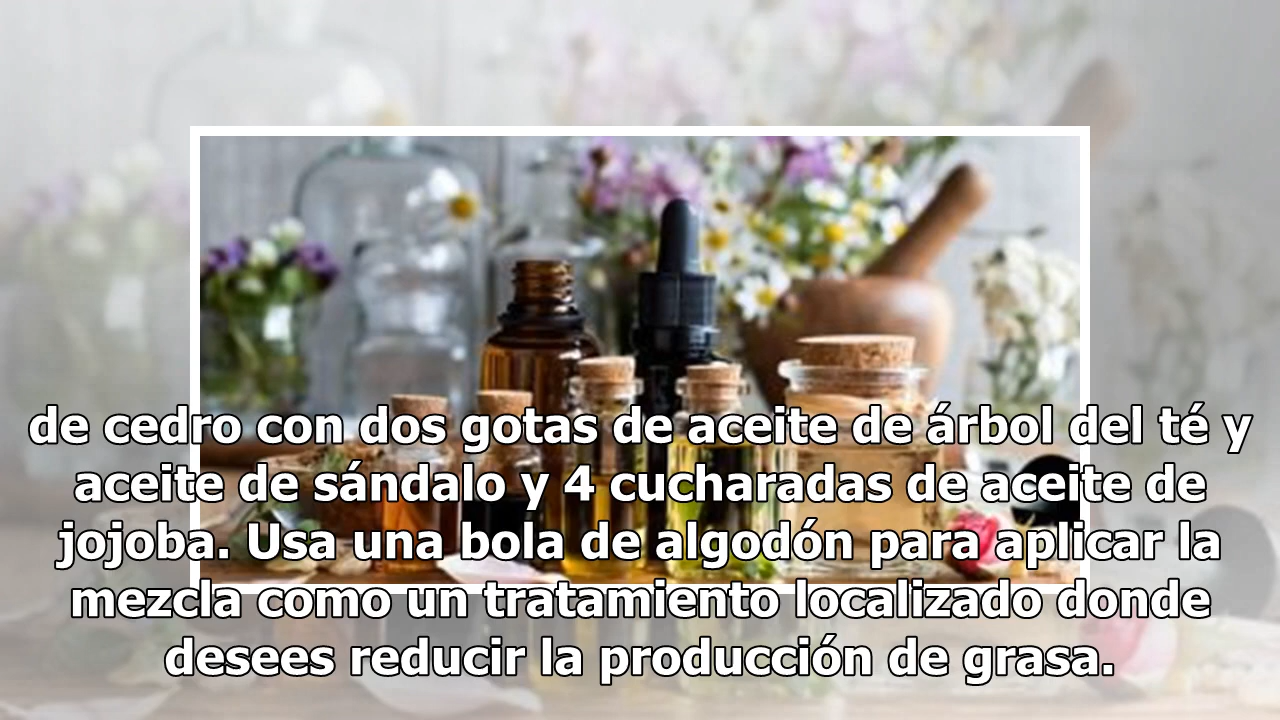 de cedro con dos gotas de aceite de árbol del té y
aceite de sándalo y 4 cucharadas de aceite de
jojoba. Usa una bola de algodón para aplicar la
mezcla como un tratamiento localizado donde
desees reducir la producción de grasa.